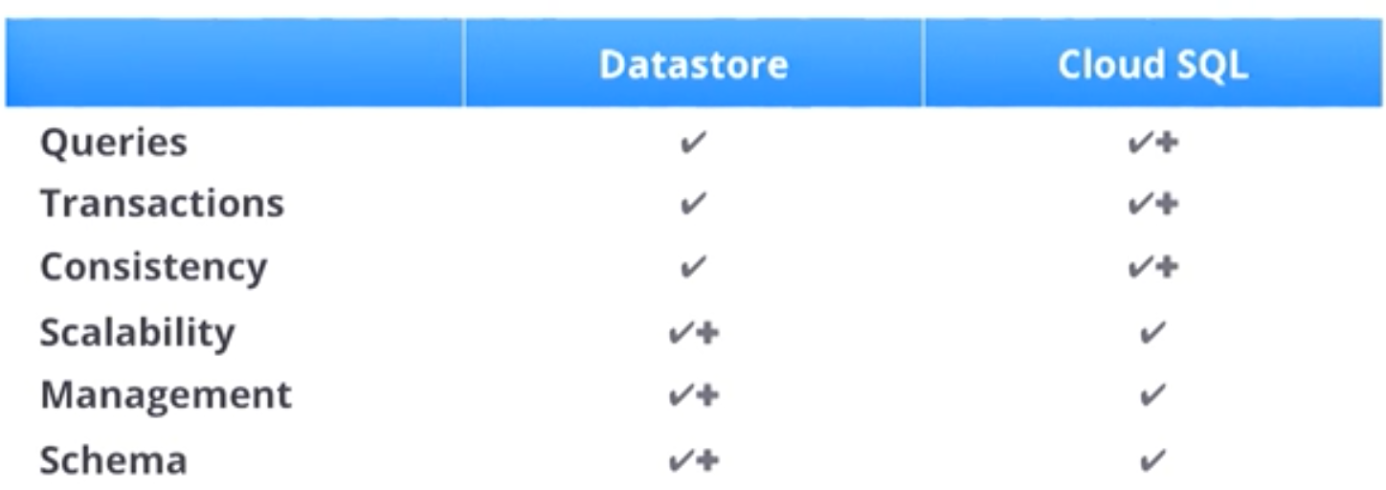 Datastore Cloud SQL
Queries ✔ ✔+
Transactions ✔ ✔+
Consistency ✔ ✔+
Scalability ✔+ ✔
Management ✔+ ✔
Schema ✔+ ✔